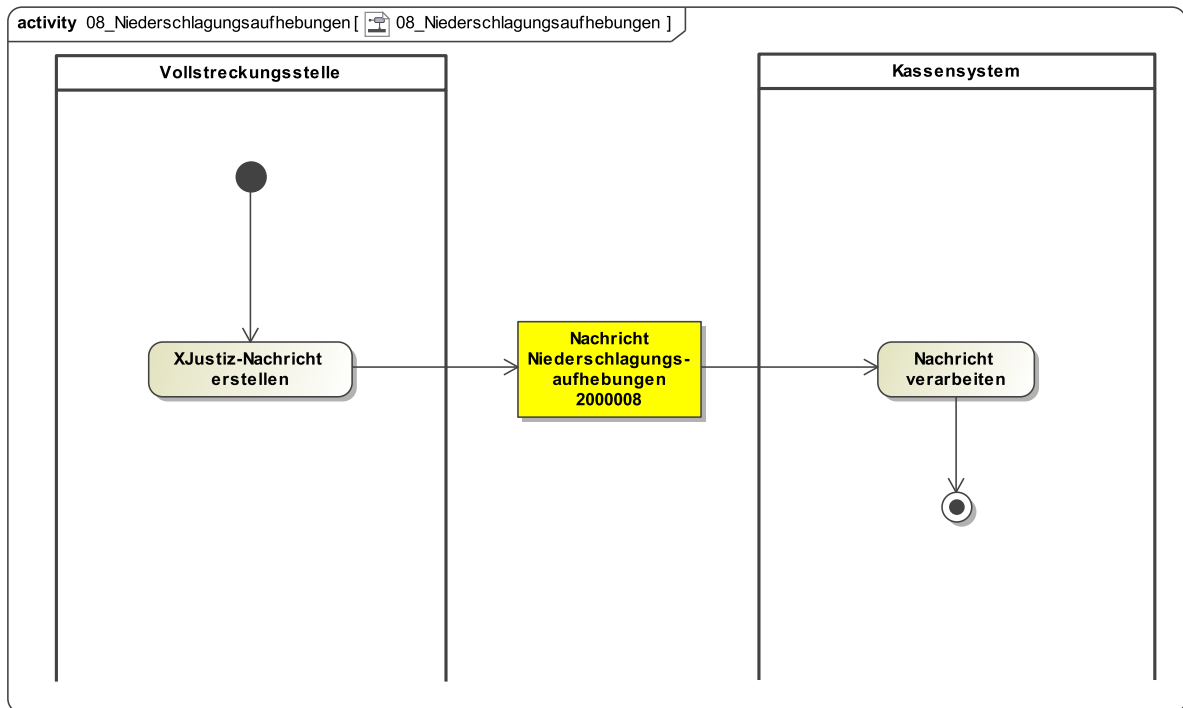 activity 08_Niederschlagungsaufhebungen [ 08_Niederschlagungsaufhebungen ]
Vollstreckungsstelle
Kassensystem
XJustiz-Nachricht
erstellen
Nachricht
Niederschlagungs-
aufhebungen
2000008
Nachricht
verarbeiten